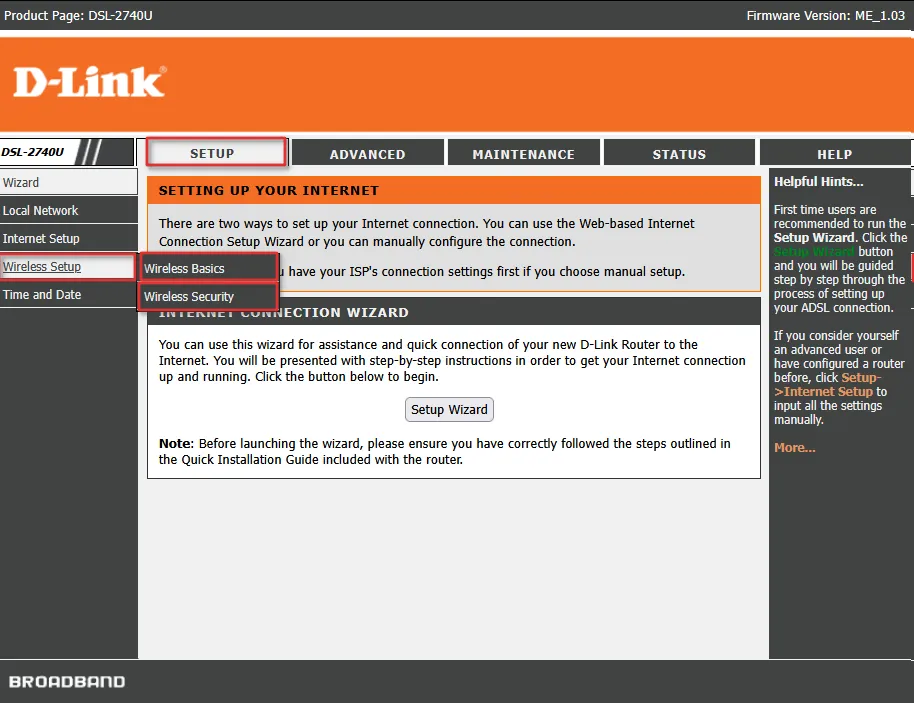 Product Page: DSL-2740U
Firmware Version: ME_1.03
D-Link®
DSL-2740U
SETUP
ADVANCED
MAINTENANCE
STATUS
HELP
Wizard
Local Network
Internet Setup
Wireless Setup
Time and Date
Wireless Basics
Wireless Security
SETTING UP YOUR INTERNET
There are two ways to set up your Internet connection. You can use the Web-based Internet
Connection Setup Wizard or you can manually configure the connection.
have your ISP's connection settings first if you choose manual setup.
INTERNET CONNECTION WIZARD
You can use this wizard for assistance and quick connection of your new D-Link Router to the
Internet. You will be presented with step-by-step instructions in order to get your Internet connection
up and running. Click the button below to begin.
Setup Wizard
Note: Before launching the wizard, please ensure you have correctly followed the steps outlined in
the Quick Installation Guide included with the router.
Helpful Hints...
First time users are
recommended to run the
Setup Wizard. Click the
Setup Wizard button
and you will be guided
step by step through the
process of setting up
your ADSL connection.
If you consider yourself
an advanced user or
have configured a router
before, click Setup-
>Internet Setup to
input all the settings
manually.
More...
BROADBAND